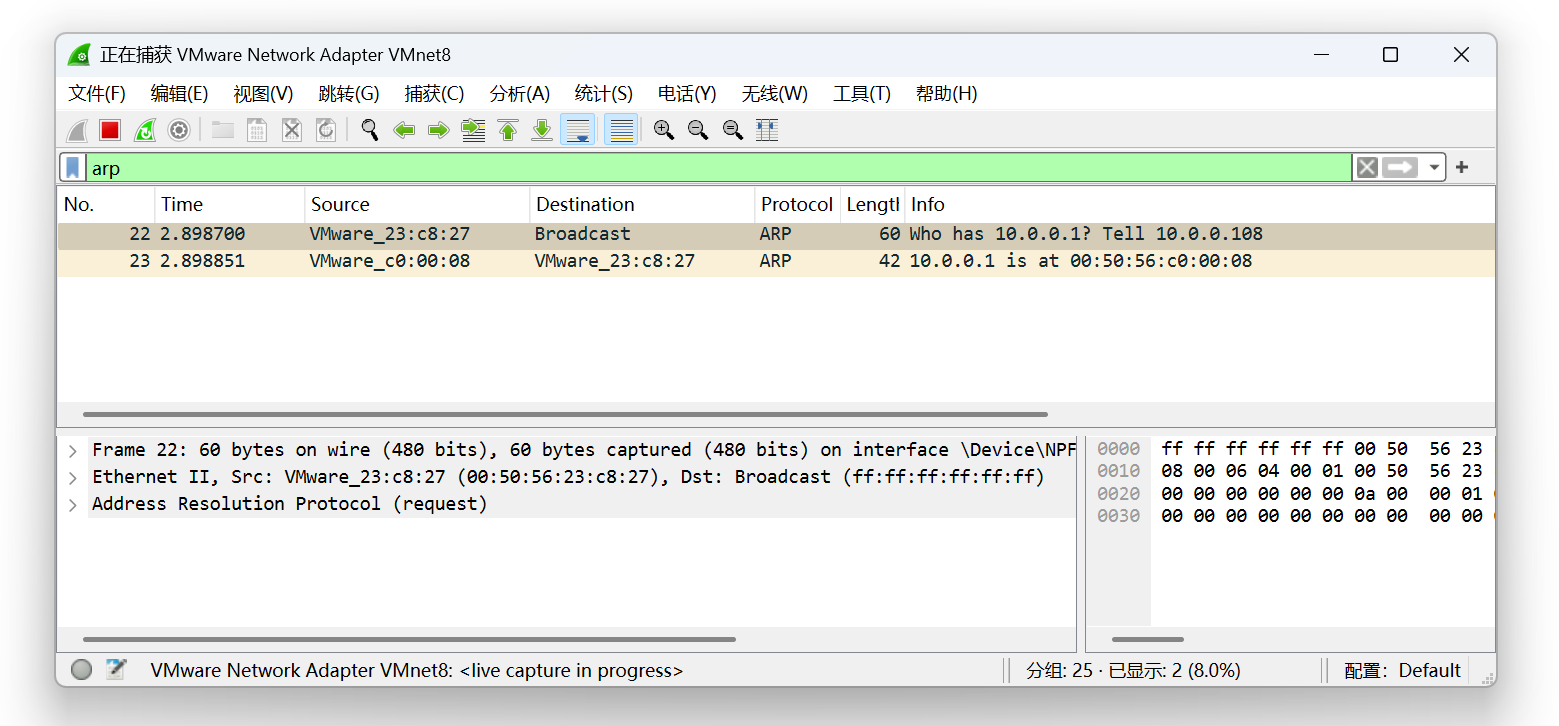 正在捕获 VMware Network Adapter VMnet8
文件(F) 编辑(E) 视图(V) 跳转(G) 捕获(C) 分析(A) 统计(S) 电话(Y) 无线(W) 工具(T) 帮助(H)
arp
No. Time Source Destination Protocol Length Info
22 2.898700 VMware_23:c8:27 Broadcast ARP 60 Who has 10.0.0.1? Tell 10.0.0.108
23 2.898851 VMware_c0:00:08 VMware_23:c8:27 ARP 42 10.0.0.1 is at 00:50:56:c0:00:08
Frame 22: 60 bytes on wire (480 bits), 60 bytes captured (480 bits) on interface \Device\NPF
Ethernet II, Src: VMware_23:c8:27 (00:50:56:23:c8:27), Dst: Broadcast (ff:ff:ff:ff:ff:ff)
Address Resolution Protocol (request)
0000 ff ff ff ff ff ff 00 50 56 23
0010 08 00 06 04 00 01 00 50 56 23
0020 00 00 00 00 00 00 0a 00 00 01
0030 00 00 00 00 00 00 00 00 00 00
VMware Network Adapter VMnet8: <live capture in progress> 分组: 25 · 已显示: 2 (8.0%) 配置: Default